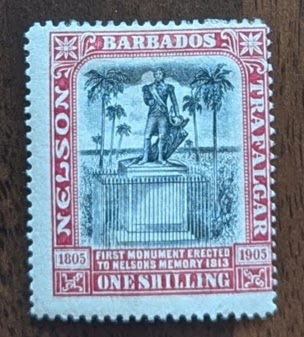 BARBADOS
NELSON
TRAFALGAR
1805
1905
FIRST MONUMENT ERECTED
TO NELSONS MEMORY 1813
ONE SHILLING